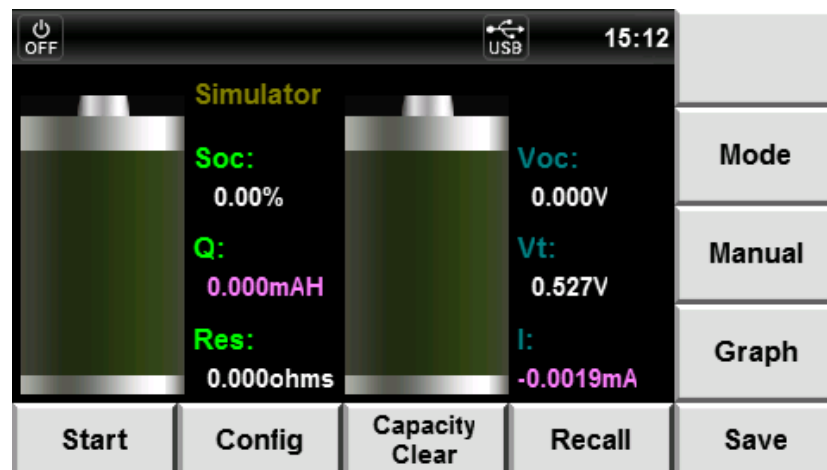 OFF
USB
15:12
Simulator
Soc:
0.00%
Q:
0.000mAH
Res:
0.000ohms
Voc:
0.000V
Vt:
0.527V
I:
-0.0019mA
Mode
Manual
Graph
Start
Config
Capacity
Clear
Recall
Save